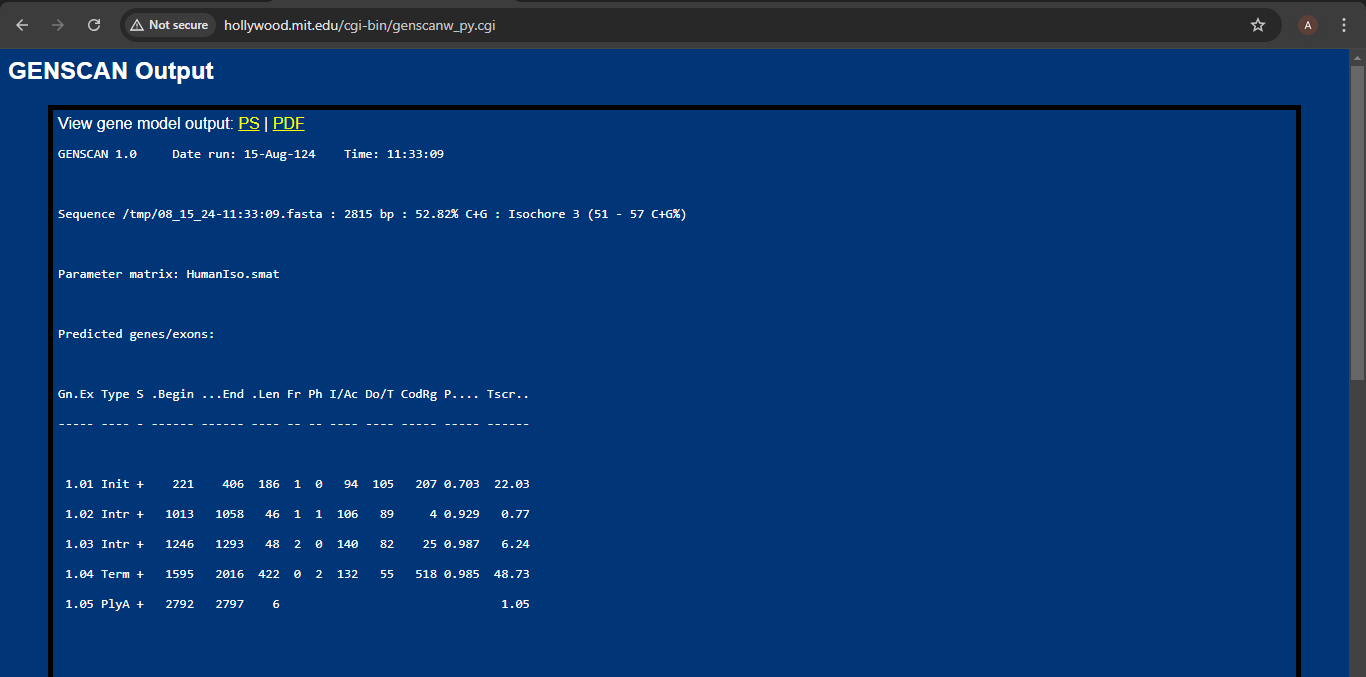 Not secure hollywood.mit.edu/cgi-bin/genscanw_py.cgi A
GENSCAN Output
View gene model output: PS | PDF
GENSCAN 1.0 Date run: 15-Aug-124 Time: 11:33:09
Sequence /tmp/08_15_24-11:33:09.fasta : 2815 bp : 52.82% C+G : Isochore 3 (51 - 57 C+G%)
Parameter matrix: HumanIso.smat
Predicted genes/exons:
Gn.Ex Type S .Begin ...End .Len Fr Ph I/Ac Do/T CodRg P.... Tscr..
----- ---- - ------ ------ ---- -- -- ---- ---- ----- ----- ------
1.01 Init + 221 406 186 1 0 94 105 207 0.703 22.03
1.02 Intr + 1013 1058 46 1 1 106 89 4 0.929 0.77
1.03 Intr + 1246 1293 48 2 0 140 82 25 0.987 6.24
1.04 Term + 1595 2016 422 0 2 132 55 518 0.985 48.73
1.05 PlyA + 2792 2797 6 1.05